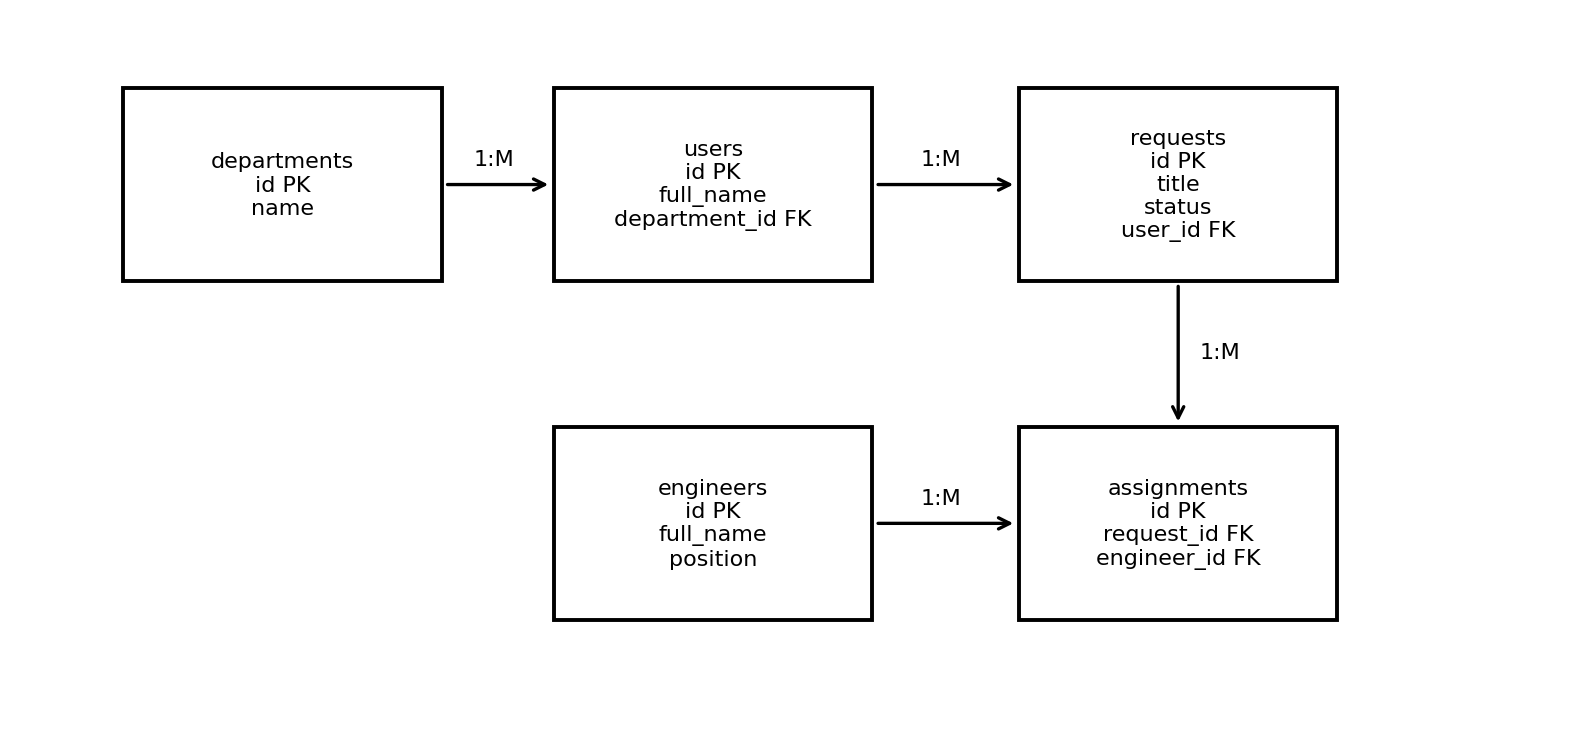 departments
id PK
name
1:M
users
id PK
full_name
department_id FK
1:M
requests
id PK
title
status
user_id FK
1:M
engineers
id PK
full_name
position
1:M
assignments
id PK
request_id FK
engineer_id FK